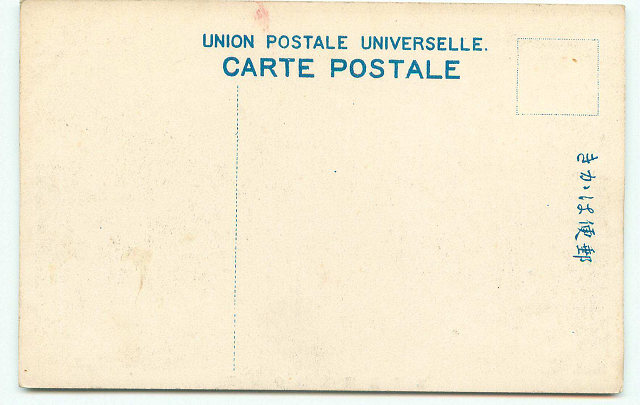 UNION POSTALE UNIVERSELLE.
CARTE POSTALE
郵便はかき